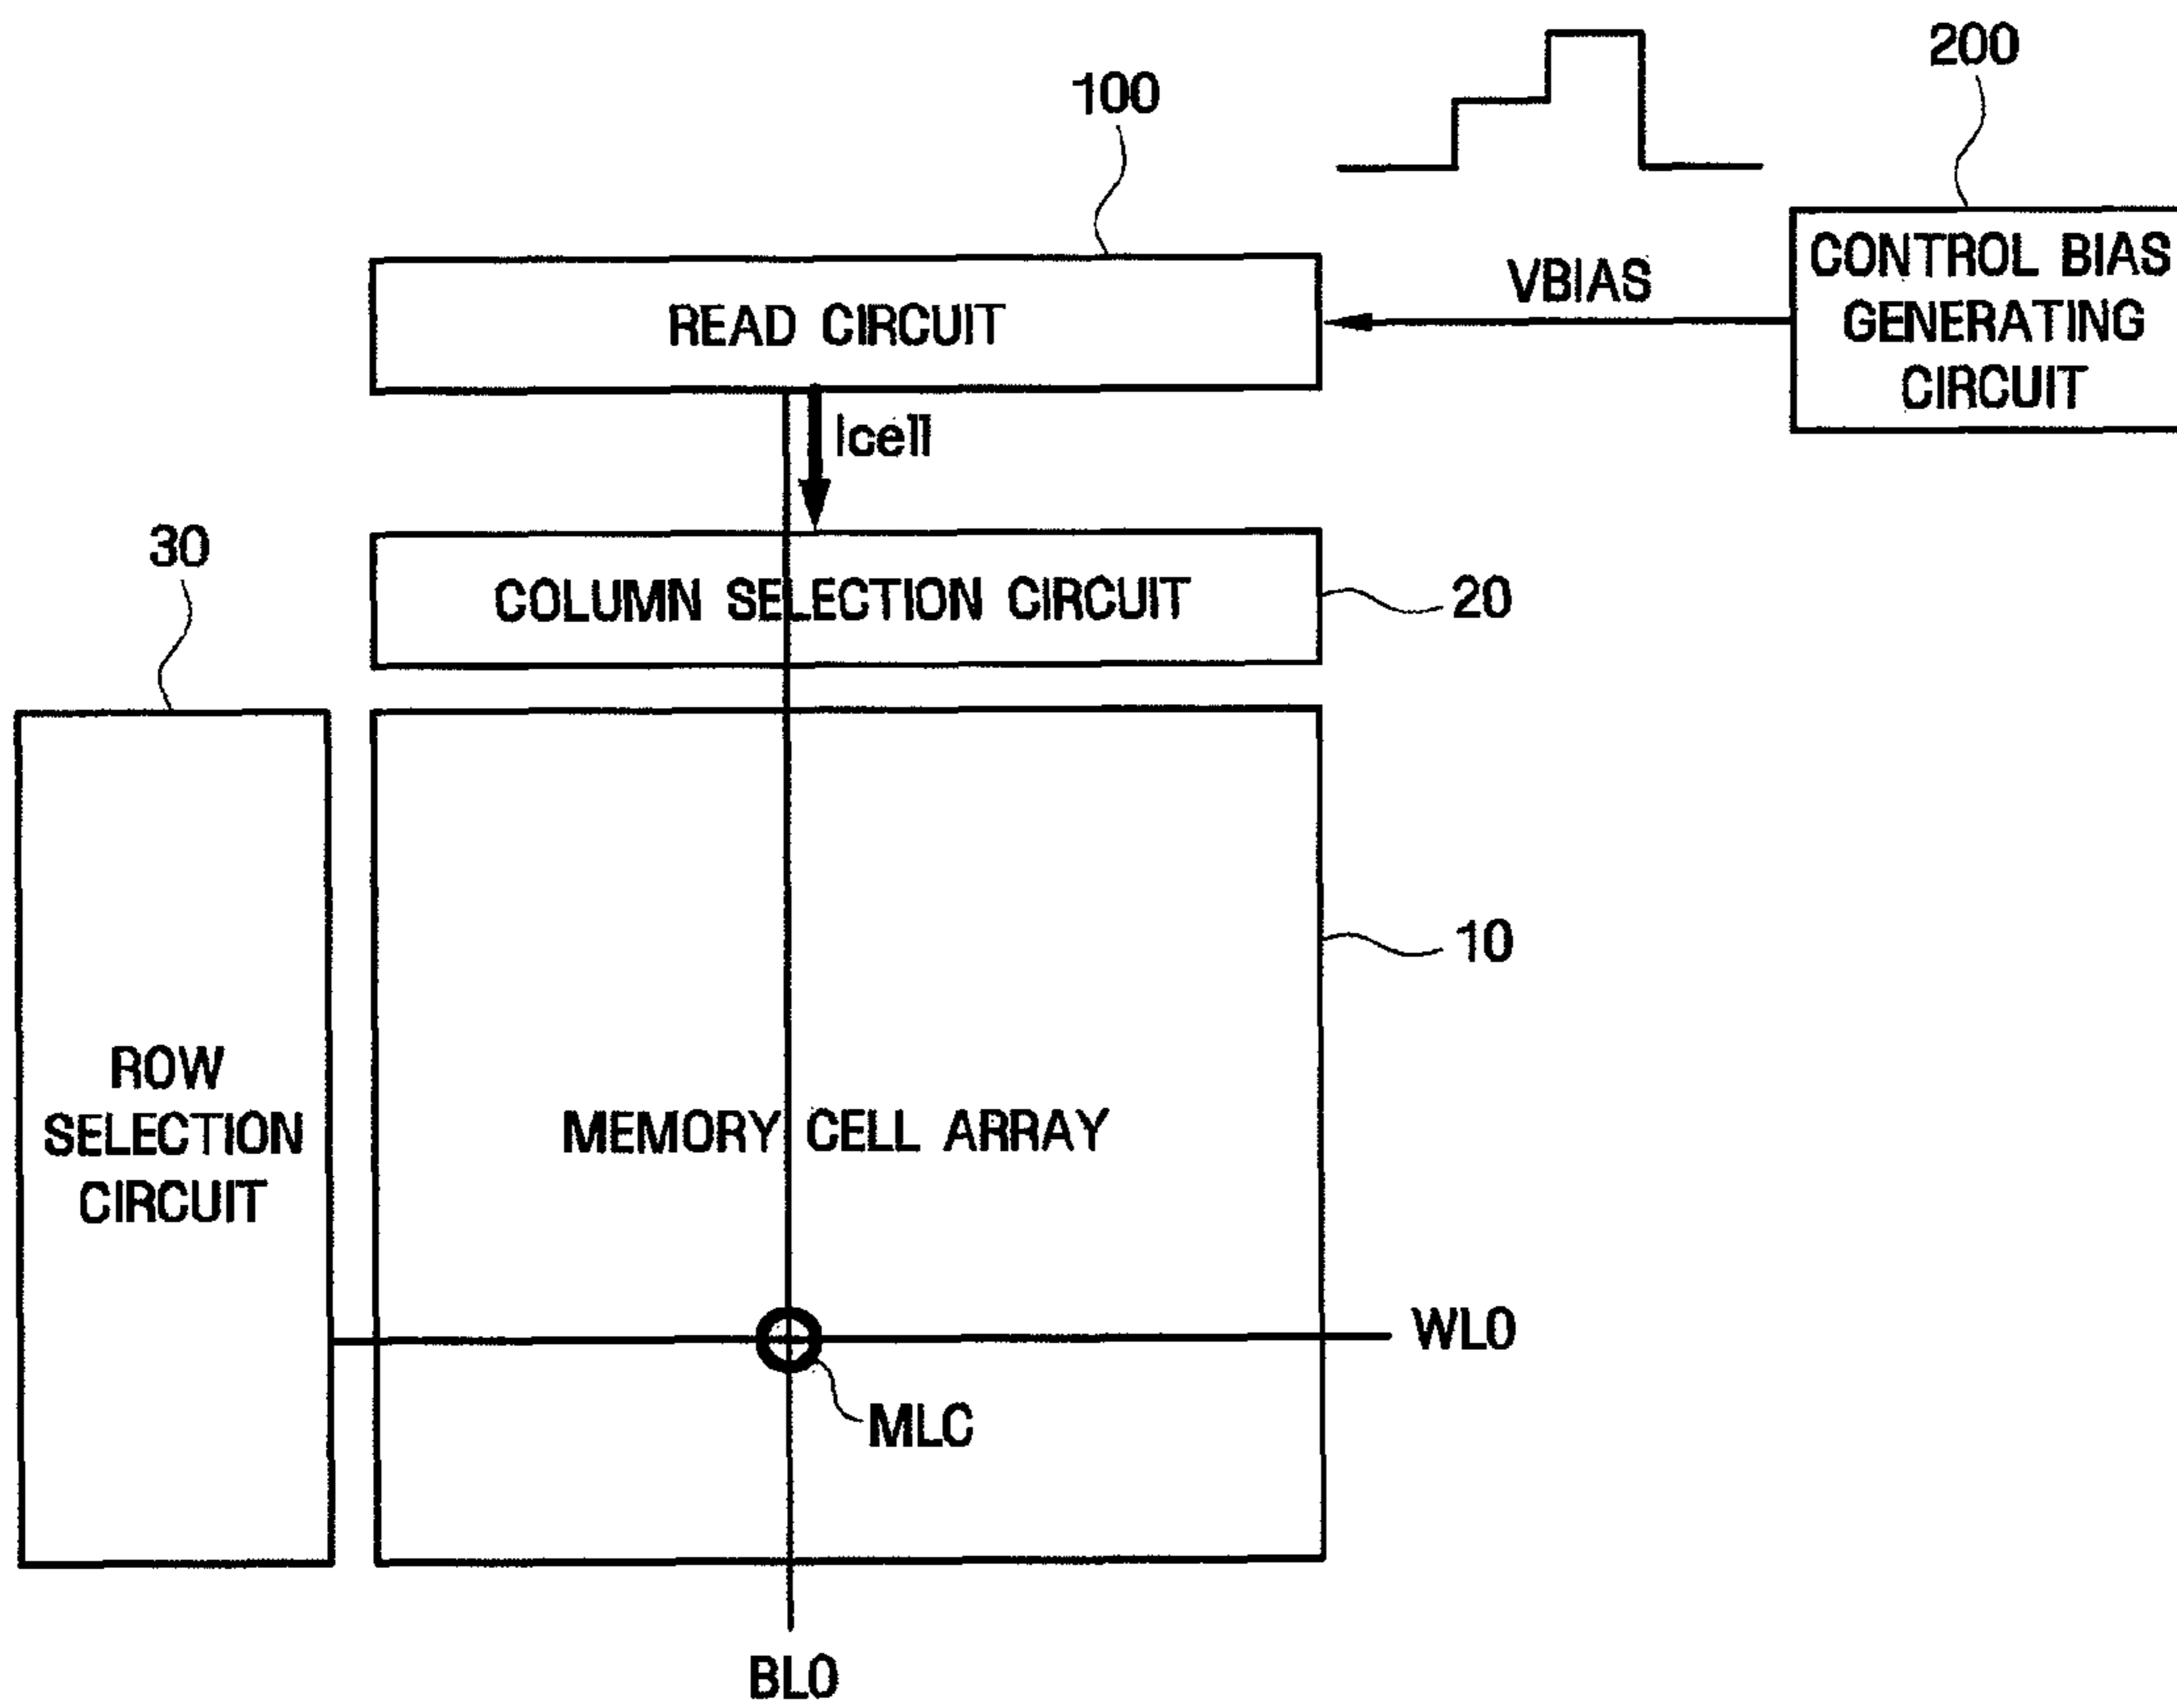 200
100
CONTROL BIAS
GENERATING
CIRCUIT
VBIAS
READ CIRCUIT
Icell
30
COLUMN SELECTION CIRCUIT
20
10
ROW
SELECTION
CIRCUIT
MEMORY CELL ARRAY
WL0
MLC
BL0